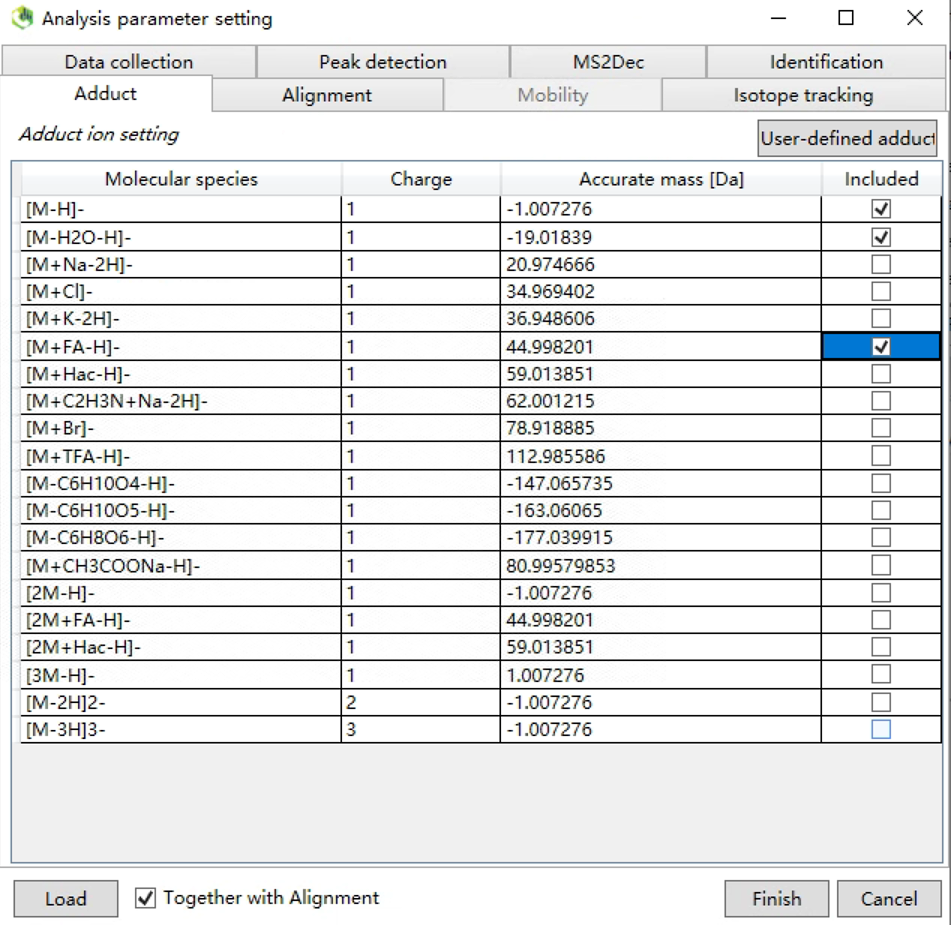 Analysis parameter setting
Data collection Peak detection MS2Dec Identification
Adduct Alignment Mobility Isotope tracking
Adduct ion setting
User-defined adduct
Molecular species Charge Accurate mass [Da] Included
[M-H]- 1 -1.007276
[M-H2O-H]- 1 -19.01839
[M+Na-2H]- 1 20.974666
[M+Cl]- 1 34.969402
[M+K-2H]- 1 36.948606
[M+FA-H]- 1 44.998201
[M+Hac-H]- 1 59.013851
[M+C2H3N+Na-2H]- 1 62.001215
[M+Br]- 1 78.918885
[M+TFA-H]- 1 112.985586
[M-C6H10O4-H]- 1 -147.065735
[M-C6H10O5-H]- 1 -163.06065
[M-C6H8O6-H]- 1 -177.039915
[M+CH3COONa-H]- 1 80.99579853
[2M-H]- 1 -1.007276
[2M+FA-H]- 1 44.998201
[2M+Hac-H]- 1 59.013851
[3M-H]- 1 1.007276
[M-2H]2- 2 -1.007276
[M-3H]3- 3 -1.007276
Load Together with Alignment Finish Cancel